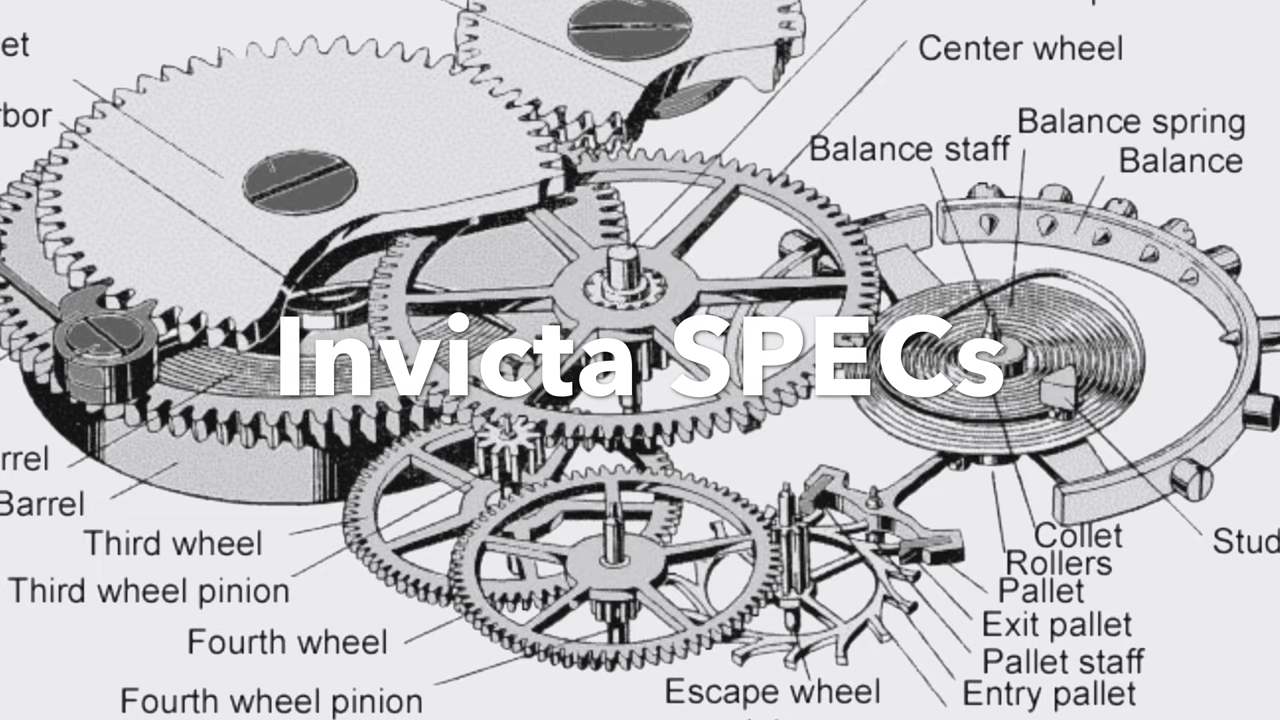 et
Center wheel
rbor
Balance spring
Balance staff
Balance
Invicta SPECs
rrel
Barrel
Third wheel
Collet
Stud
Rollers
Third wheel pinion
Pallet
Exit pallet
Fourth wheel
Pallet staff
Escape wheel
Entry pallet
Fourth wheel pinion